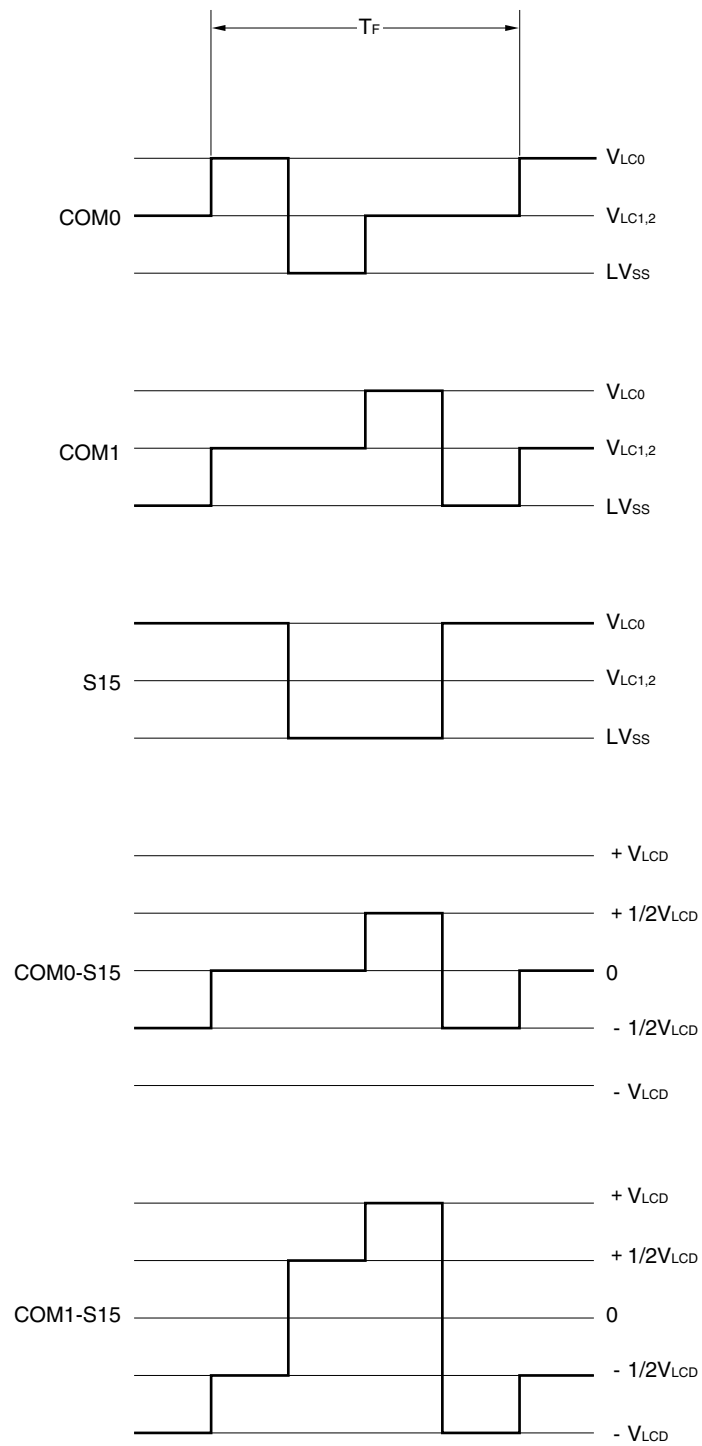 TF
VLC0
COM0
VLC1,2
LVSS
VLC0
COM1
VLC1,2
LVSS
VLC0
S15
VLC1,2
LVSS
+ VLCD
+ 1/2VLCD
COM0-S15
0
- 1/2VLCD
- VLCD
+ VLCD
+ 1/2VLCD
COM1-S15
0
- 1/2VLCD
- VLCD